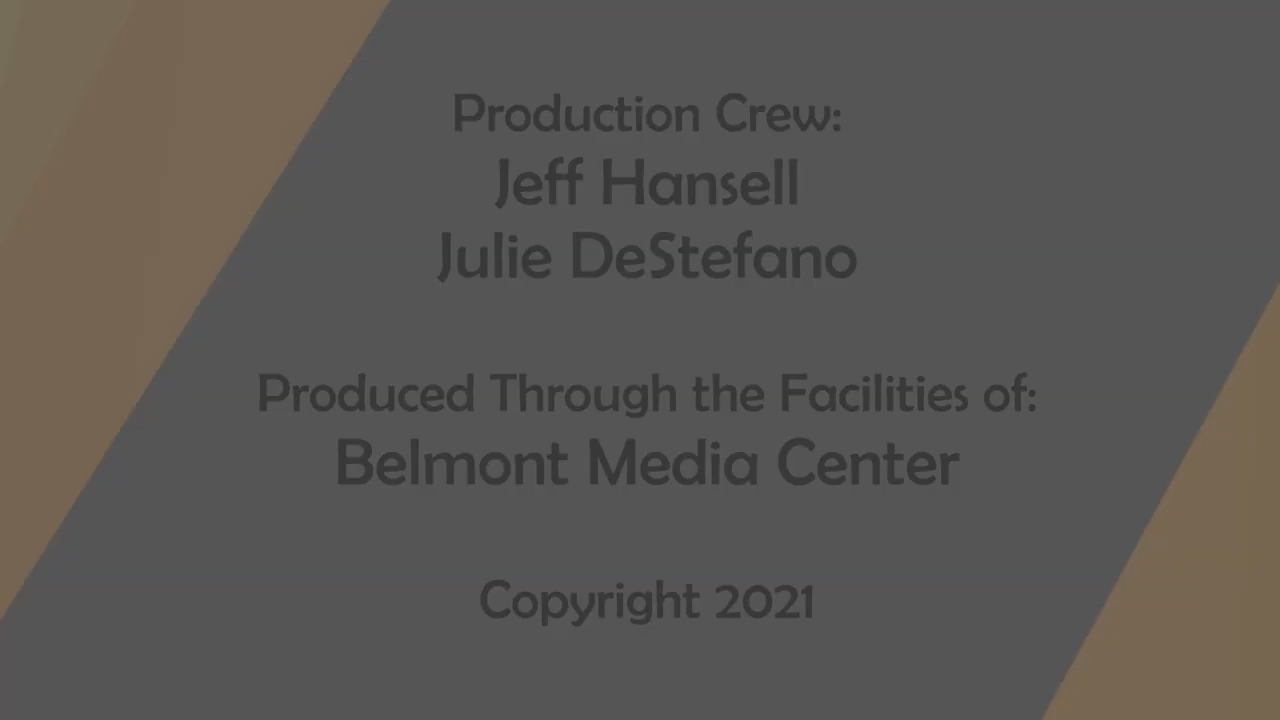 Production Crew:
Jeff Hansell
Julie DeStefano
Produced Through the Facilities of:
Belmont Media Center
Copyright 2021